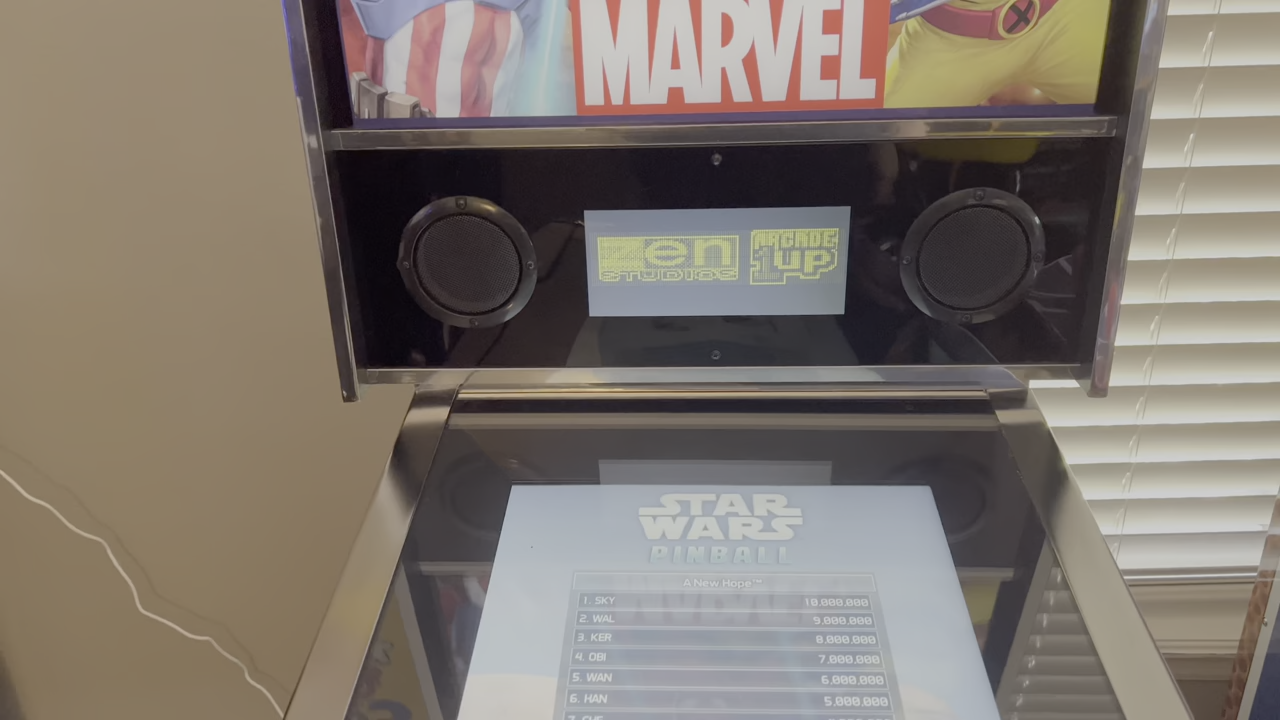 MARVEL
zen
STUDIOS
ARCADE
1UP
STAR
WARS
PINBALL
A New Hope™
1. SKY 10,000,000
2. WAL 9,000,000
3. KER 8,000,000
4. OBI 7,000,000
5. WAN 6,000,000
6. HAN 5,000,000